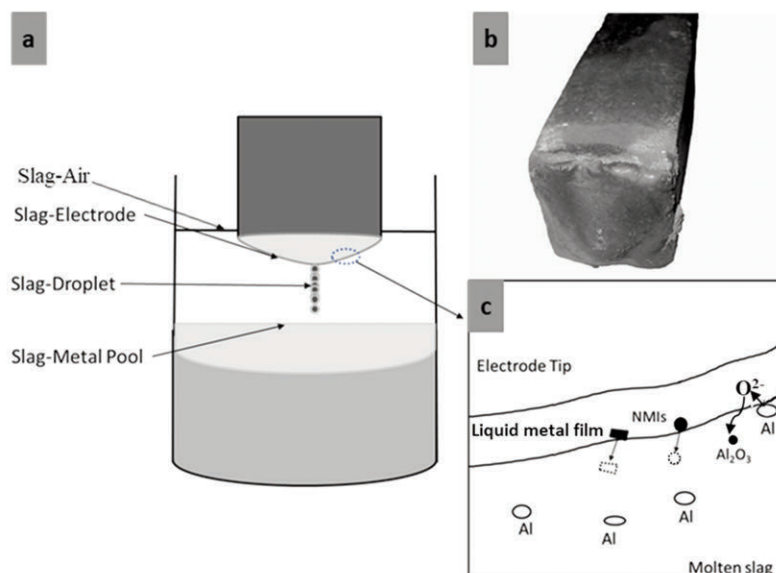 a
Slag-Air
Slag-Electrode
Slag-Droplet
Slag-Metal Pool
b
c
Electrode Tip
O²⁻
NMIs
Liquid metal film
Al
Al₂O₃
Al
Al
Al
Molten slag